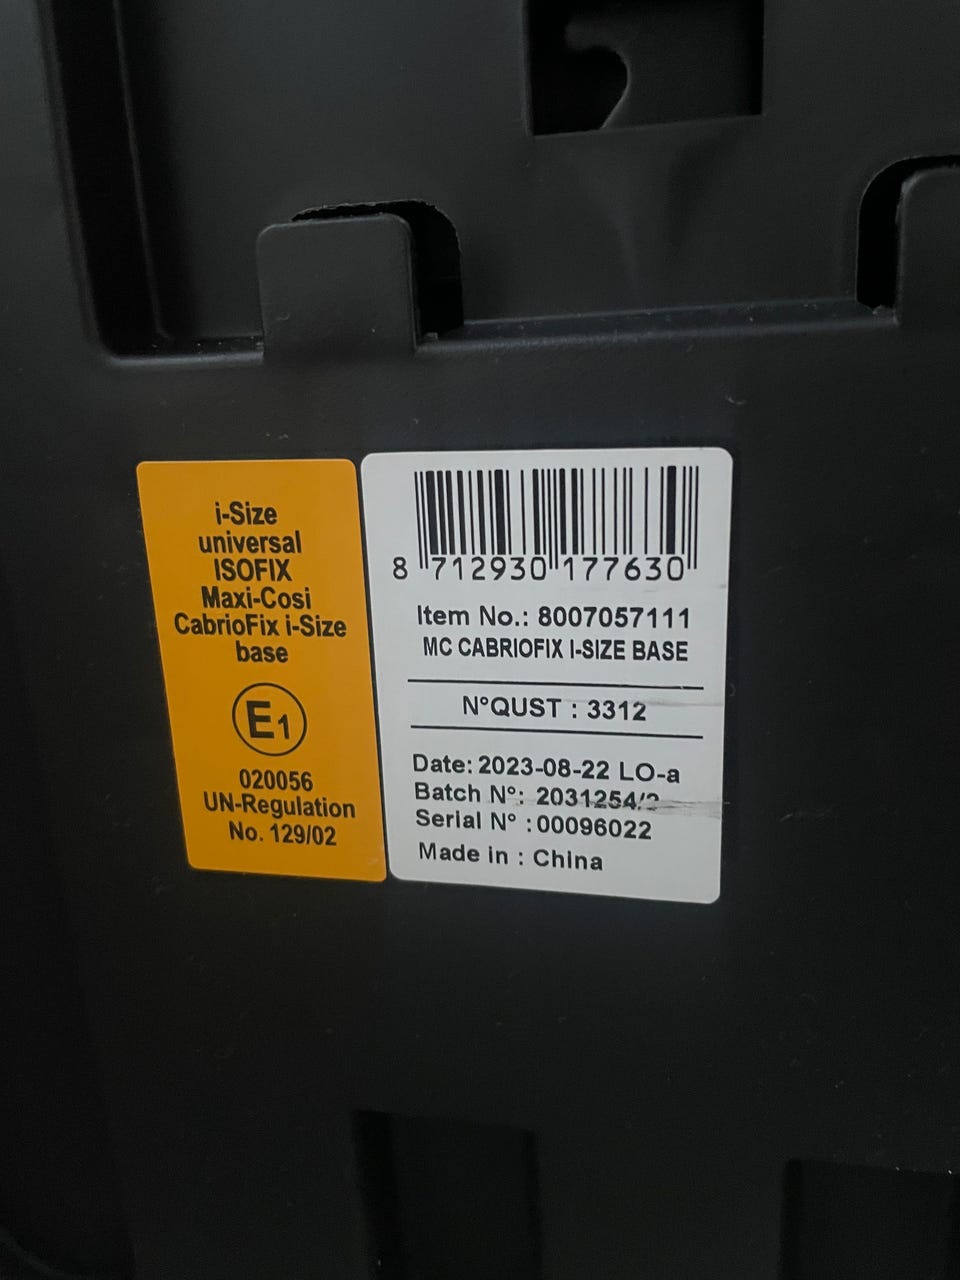 i-Size
universal
ISOFIX
Maxi-Cosi
CabrioFix i-Size
base
E1
020056
UN-Regulation
No. 129/02
8 712930 177630
Item No.: 8007057111
MC CABRIOFIX I-SIZE BASE
N°QUST : 3312
Date: 2023-08-22 LO-a
Batch N°:
Serial N° :00096022
Made in : China